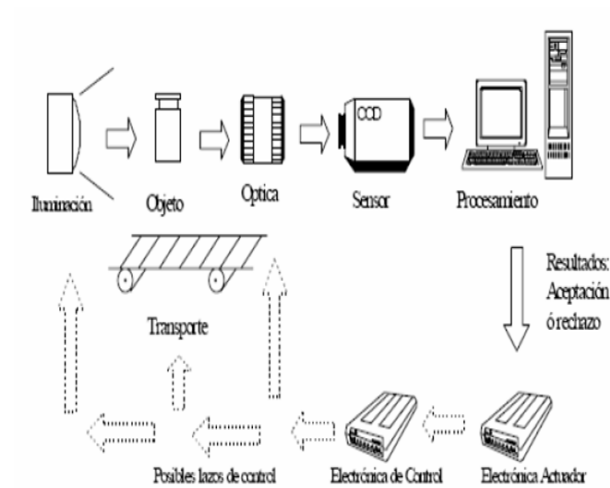 CCD
Iluminación
Objeto
Optica
Sensor
Procesamiento
Resultados:
Aceptación
ó rechazo
Transporte
Posibles lazos de control
Electrónica de Control
Electrónica Actuador